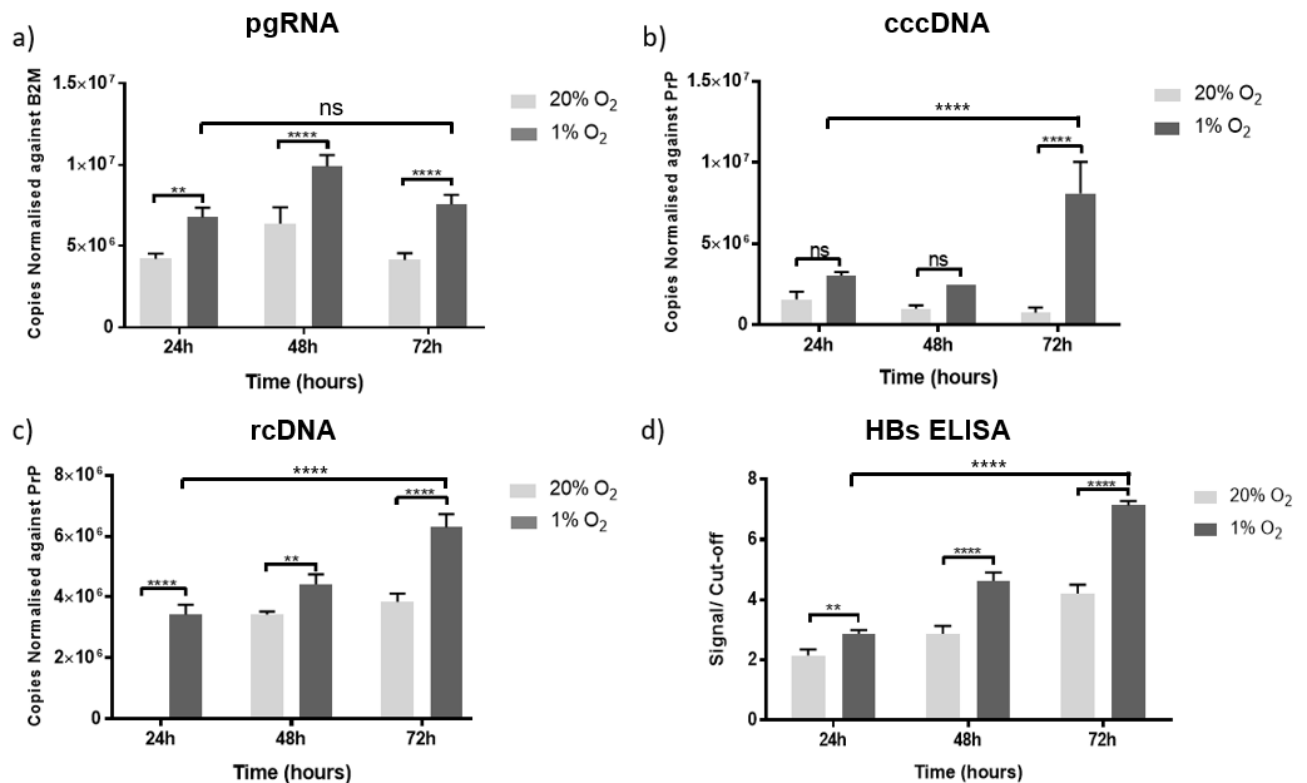 a)
pgRNA
Copies Normalised against B2M
1.5×10⁷
1×10⁷
5×10⁶
0
**
****
****
ns
24h
48h
72h
Time (hours)
20% O₂
1% O₂
b)
cccDNA
Copies Normalised against PrP
1.5×10⁷
1×10⁷
5×10⁶
0
ns
ns
****
****
24h
48h
72h
Time (hours)
20% O₂
1% O₂
c)
rcDNA
Copies Normalised against PrP
8×10⁶
6×10⁶
4×10⁶
2×10⁶
0
****
**
****
****
24h
48h
72h
Time (hours)
20% O₂
1% O₂
d)
HBs ELISA
Signal/ Cut-off
8
6
4
2
0
**
****
****
****
24h
48h
72h
Time (hours)
20% O₂
1% O₂